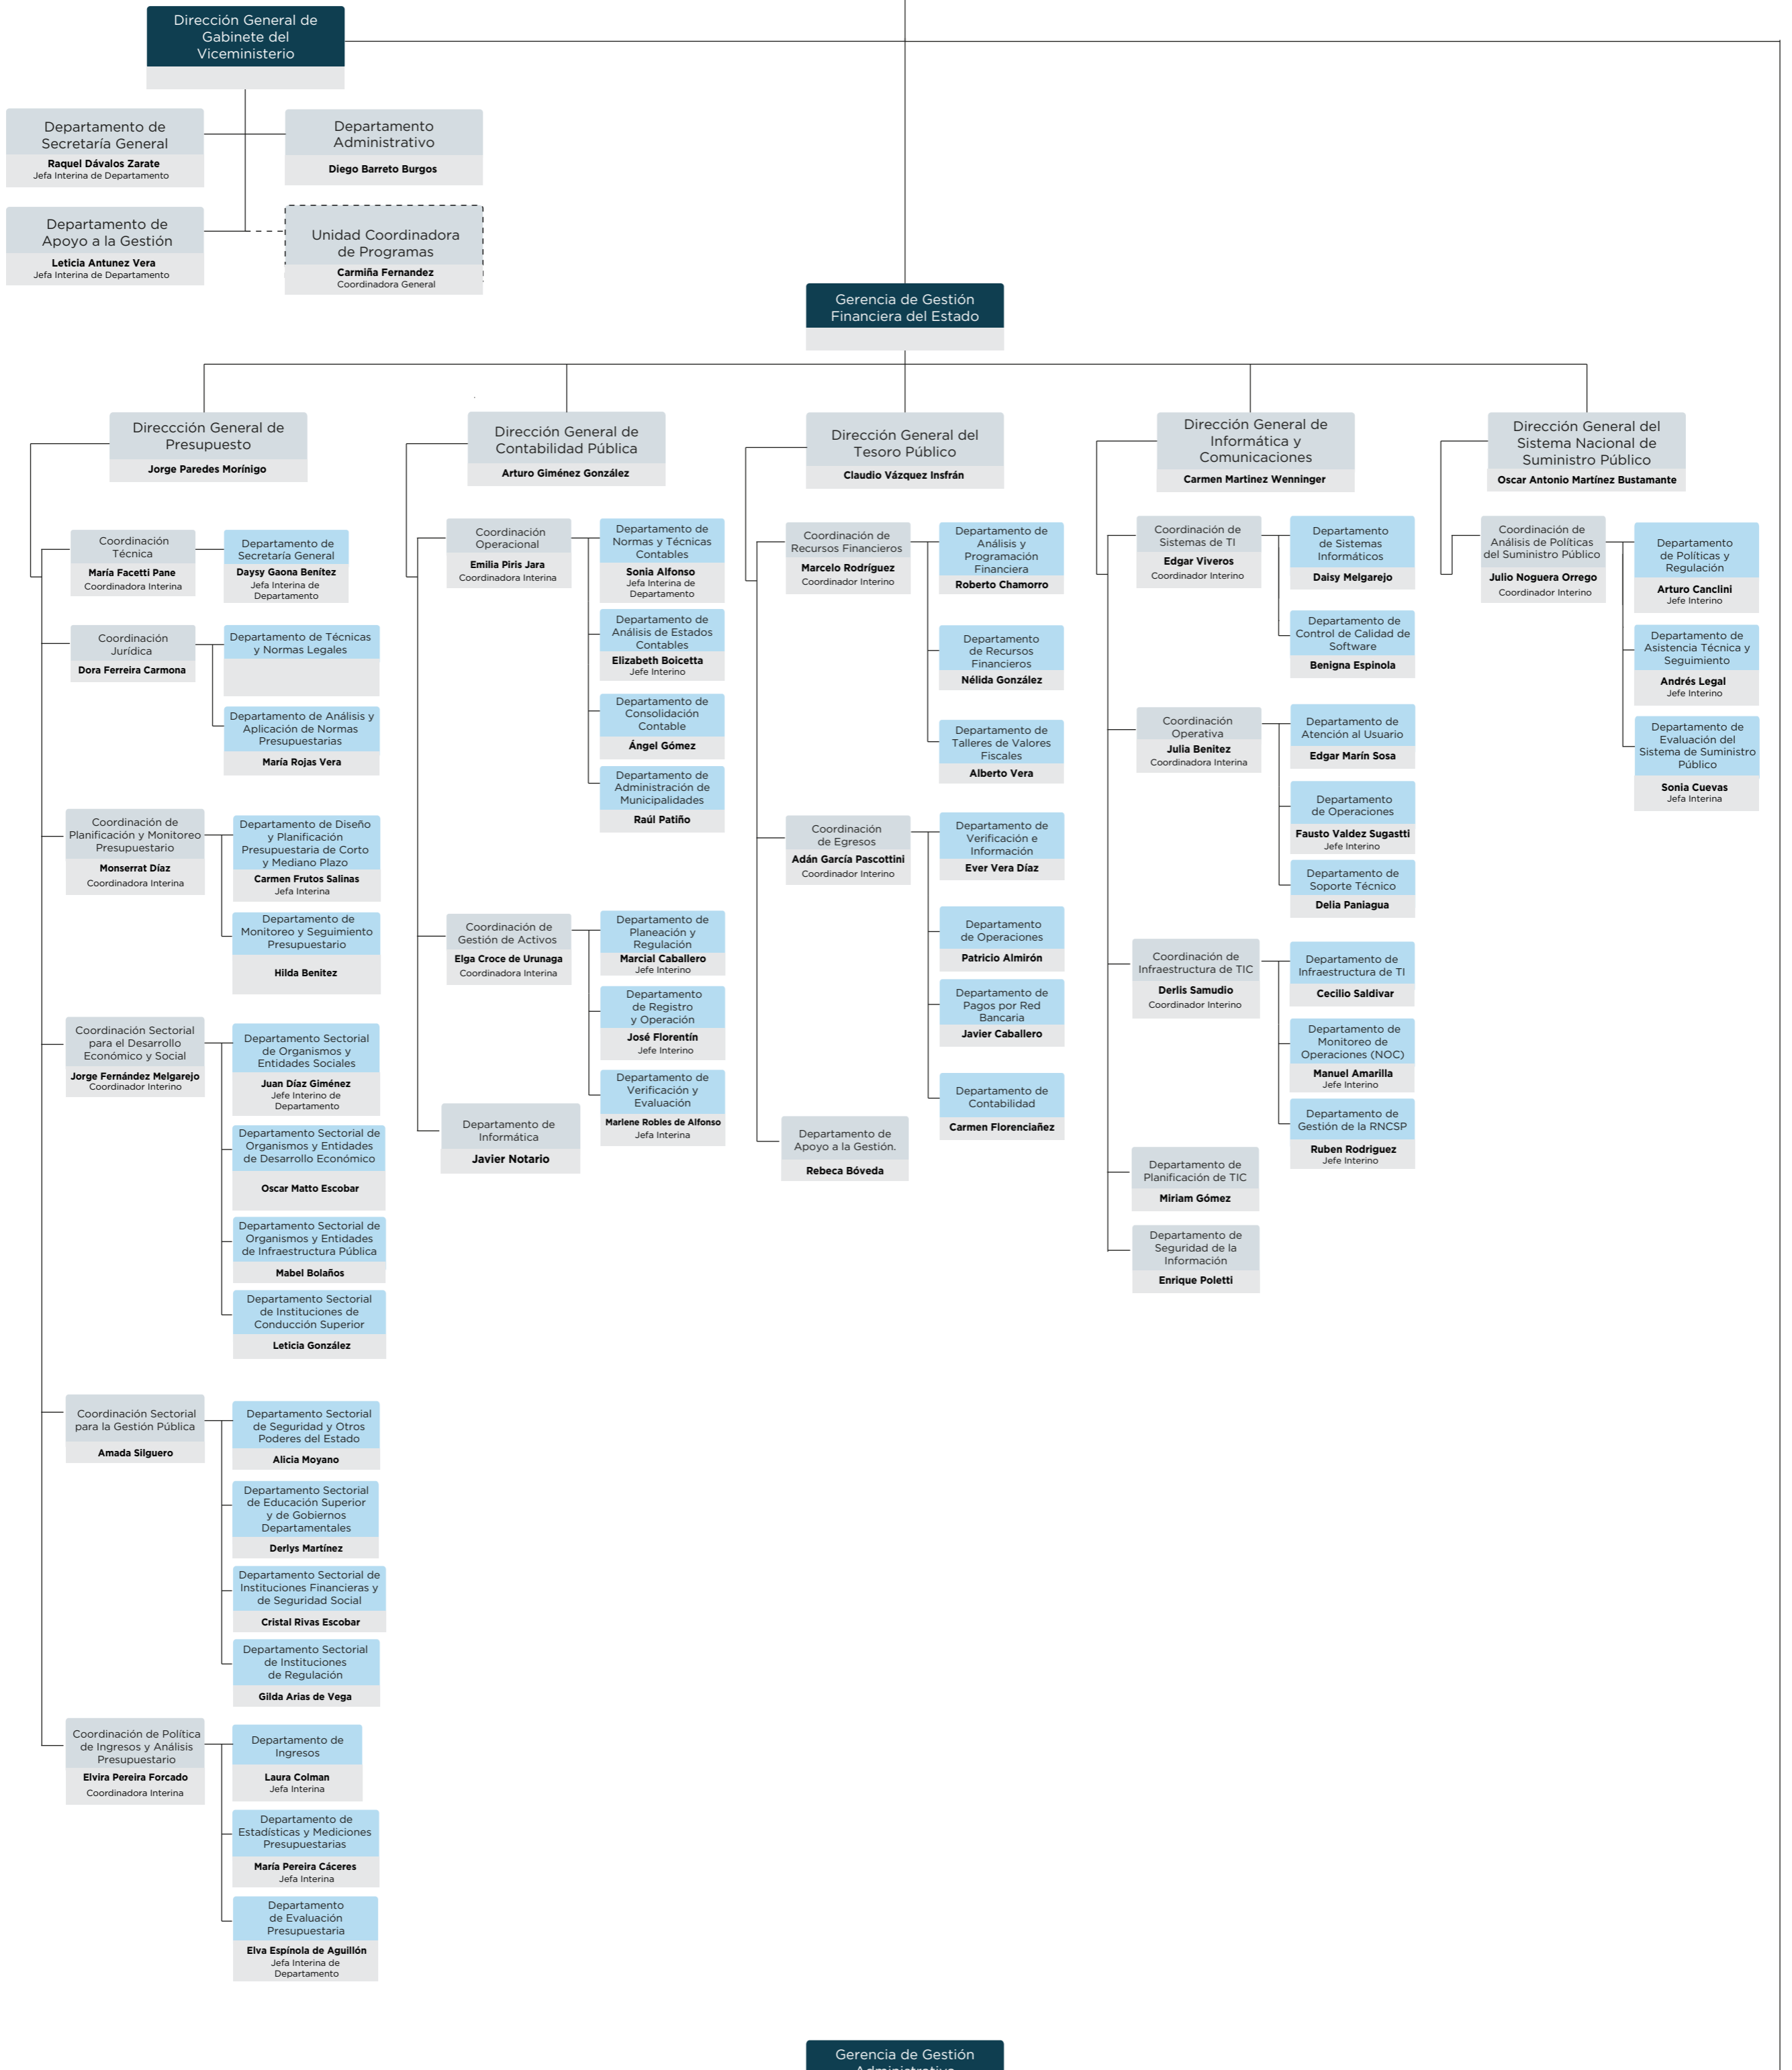 Dirección General de
Gabinete del
Viceministerio
Departamento de
Secretaría General
Raquel Dávalos Zarate
Jefa Interina de Departamento
Departamento
Administrativo
Diego Barreto Burgos
Departamento de
Apoyo a la Gestión
Leticia Antunez Vera
Jefa Interina de Departamento
Unidad Coordinadora
de Programas
Carmiña Fernandez
Coordinadora General
Gerencia de Gestión
Financiera del Estado
Direccción General de
Presupuesto
Jorge Paredes Morínigo
Coordinación
Técnica
María Facetti Pane
Coordinadora Interina
Departamento de
Secretaría General
Daysy Gaona Benítez
Jefa Interina de
Departamento
Coordinación
Jurídica
Dora Ferreira Carmona
Departamento de Técnicas
y Normas Legales
Departamento de Análisis y
Aplicación de Normas
Presupuestarias
María Rojas Vera
Coordinación de
Planificación y Monitoreo
Presupuestario
Monserrat Díaz
Coordinadora Interina
Departamento de Diseño
y Planificación
Presupuestaria de Corto
y Mediano Plazo
Carmen Frutos Salinas
Jefa Interina
Departamento de
Monitoreo y Seguimiento
Presupuestario
Hilda Benitez
Coordinación Sectorial
para el Desarrollo
Económico y Social
Jorge Fernández Melgarejo
Coordinador Interino
Departamento Sectorial
de Organismos y
Entidades Sociales
Juan Díaz Giménez
Jefe Interino de
Departamento
Departamento Sectorial de
Organismos y Entidades
de Desarrollo Económico
Oscar Matto Escobar
Departamento Sectorial de
Organismos y Entidades
de Infraestructura Pública
Mabel Bolaños
Departamento Sectorial
de Instituciones de
Conducción Superior
Leticia González
Coordinación Sectorial
para la Gestión Pública
Amada Silguero
Departamento Sectorial
de Seguridad y Otros
Poderes del Estado
Alicia Moyano
Departamento Sectorial
de Educación Superior
y de Gobiernos
Departamentales
Derlys Martínez
Departamento Sectorial de
Instituciones Financieras y
de Seguridad Social
Cristal Rivas Escobar
Departamento Sectorial
de Instituciones
de Regulación
Gilda Arias de Vega
Coordinación de Política
de Ingresos y Análisis
Presupuestario
Elvira Pereira Forcado
Coordinadora Interina
Departamento de
Ingresos
Laura Colman
Jefa Interina
Departamento de
Estadísticas y Mediciones
Presupuestarias
María Pereira Cáceres
Jefa Interina
Departamento
de Evaluación
Presupuestaria
Elva Espínola de Aguillón
Jefa Interina de
Departamento
Dirección General de
Contabilidad Pública
Arturo Giménez González
Coordinación
Operacional
Emilia Piris Jara
Coordinadora Interina
Departamento de
Normas y Técnicas
Contables
Sonia Alfonso
Jefa Interina de
Departamento
Departamento de
Análisis de Estados
Contables
Elizabeth Boicetta
Jefe Interino
Departamento de
Consolidación
Contable
Ángel Gómez
Departamento de
Administración de
Municipalidades
Raúl Patiño
Coordinación de
Gestión de Activos
Elga Croce de Urunaga
Coordinadora Interina
Departamento de
Planeación y
Regulación
Marcial Caballero
Jefe Interino
Departamento
de Registro
y Operación
José Florentín
Jefe Interino
Departamento de
Verificación y
Evaluación
Marlene Robles de Alfonso
Jefa Interina
Departamento de
Informática
Javier Notario
Dirección General del
Tesoro Público
Claudio Vázquez Insfrán
Coordinación de
Recursos Financieros
Marcelo Rodríguez
Coordinador Interino
Departamento de
Análisis y
Programación
Financiera
Roberto Chamorro
Departamento
de Recursos
Financieros
Nélida González
Departamento de
Talleres de Valores
Fiscales
Alberto Vera
Coordinación
de Egresos
Adán García Pascottini
Coordinador Interino
Departamento de
Verificación e
Información
Ever Vera Díaz
Departamento
de Operaciones
Patricio Almirón
Departamento de
Pagos por Red
Bancaria
Javier Caballero
Departamento de
Contabilidad
Carmen Florenciañez
Departamento de
Apoyo a la Gestión.
Rebeca Bóveda
Dirección General de
Informática y
Comunicaciones
Carmen Martinez Wenninger
Coordinación de
Sistemas de TI
Edgar Viveros
Coordinador Interino
Departamento
de Sistemas
Informáticos
Daisy Melgarejo
Departamento de
Control de Calidad de
Software
Benigna Espinola
Coordinación
Operativa
Julia Benitez
Coordinadora Interina
Departamento de
Atención al Usuario
Edgar Marín Sosa
Departamento
de Operaciones
Fausto Valdez Sugastti
Jefe Interino
Departamento de
Soporte Técnico
Delia Paniagua
Coordinación de
Infraestructura de TIC
Derlis Samudio
Coordinador Interino
Departamento de
Infraestructura de TI
Cecilio Saldivar
Departamento de
Monitoreo de
Operaciones (NOC)
Manuel Amarilla
Jefe Interino
Departamento de
Gestión de la RNCSP
Ruben Rodriguez
Jefe Interino
Departamento de
Planificación de TIC
Miriam Gómez
Departamento de
Seguridad de la
Información
Enrique Poletti
Dirección General del
Sistema Nacional de
Suministro Público
Oscar Antonio Martínez Bustamante
Coordinación de
Análisis de Políticas
del Suministro Público
Julio Noguera Orrego
Coordinador Interino
Departamento
de Políticas y
Regulación
Arturo Canclini
Jefe Interino
Departamento de
Asistencia Técnica y
Seguimiento
Andrés Legal
Jefe Interino
Departamento de
Evaluación del
Sistema de Suministro
Público
Sonia Cuevas
Jefa Interina
Gerencia de Gestión
Administrativa